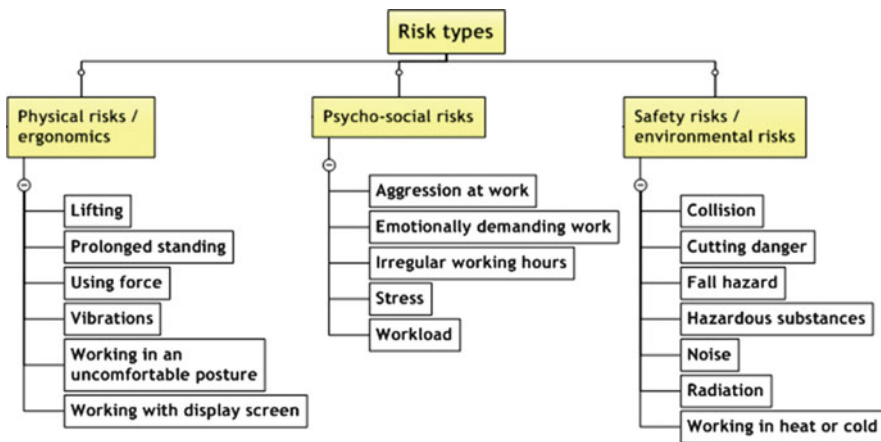 Risk types
Physical risks /
ergonomics
Lifting
Prolonged standing
Using force
Vibrations
Working in an
uncomfortable posture
Working with display screen
Psycho-social risks
Aggression at work
Emotionally demanding work
Irregular working hours
Stress
Workload
Safety risks /
environmental risks
Collision
Cutting danger
Fall hazard
Hazardous substances
Noise
Radiation
Working in heat or cold